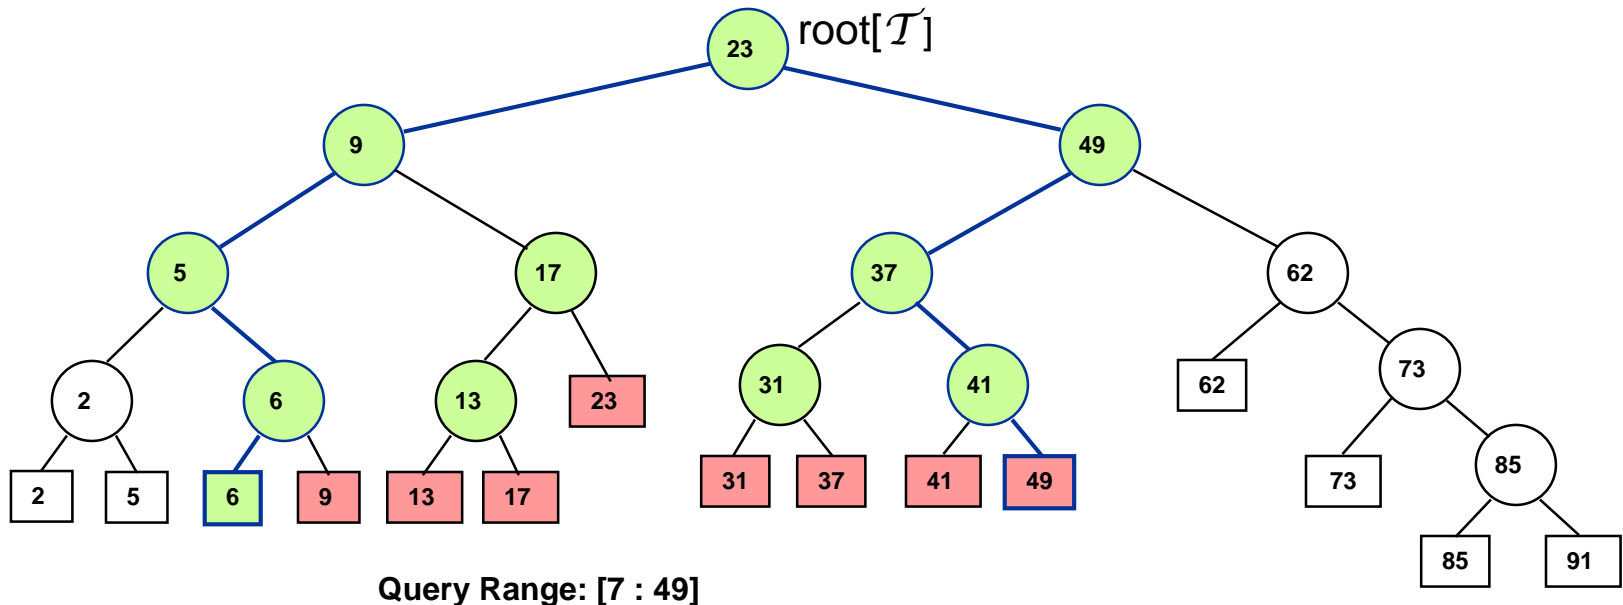 23 root[𝒯]
9 49
5 17 37 62
2 6 13 23 31 41 62 73
2 5 6 9 13 17 31 37 41 49 73 85
85 91
Query Range: [7 : 49]